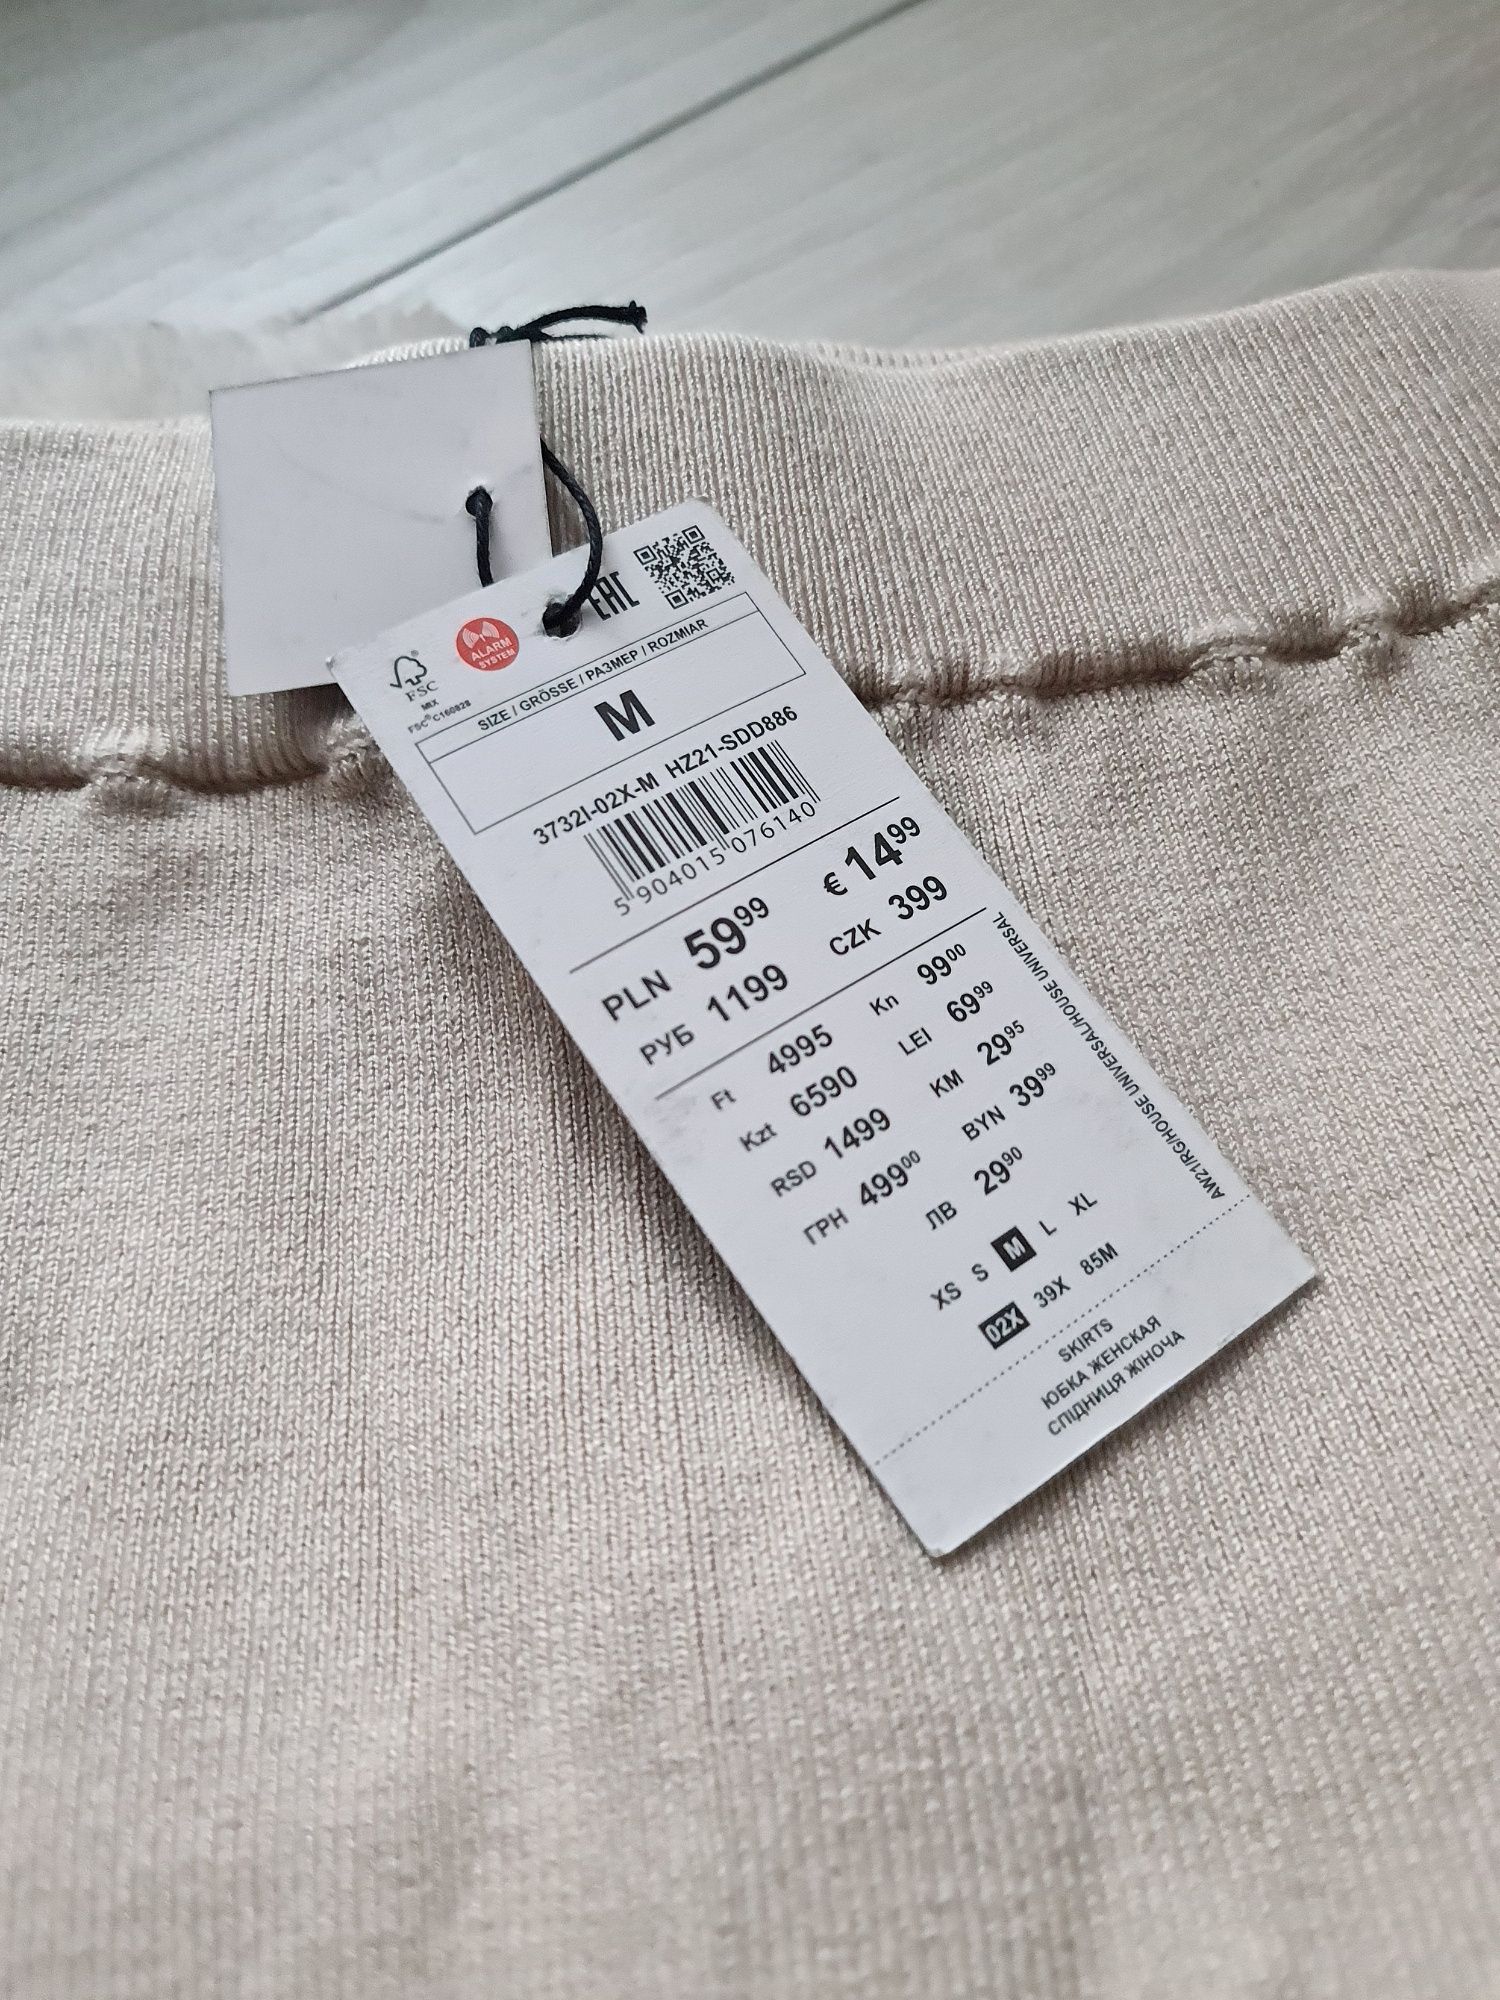 EAC
ALARM
SYSTEM
FSC
MIX
FSC® C160828
SIZE / GRÖSSE / РАЗМЕР / ROZMIAR
M
3732I-02X-M HZ21-SDD886
5 904015 076140
PLN 59⁹⁹ € 14⁹⁹
РУБ 1199 CZK 399
Ft 4995 Kn 99⁰⁰
Kzt 6590 LEI 69⁹⁹
RSD 1499 KM 29⁹⁵
ГРН 499⁰⁰ BYN 39⁹⁹
ЛВ 29⁹⁰
XS S M L XL
02X 39X 85M
AW21/RG/HOUSE UNIVERSAL/HOUSE UNIVERSAL/HOUSE UNIVERSAL
SKIRTS
ЮБКА ЖЕНСКАЯ
СПІДНИЦЯ ЖІНОЧА